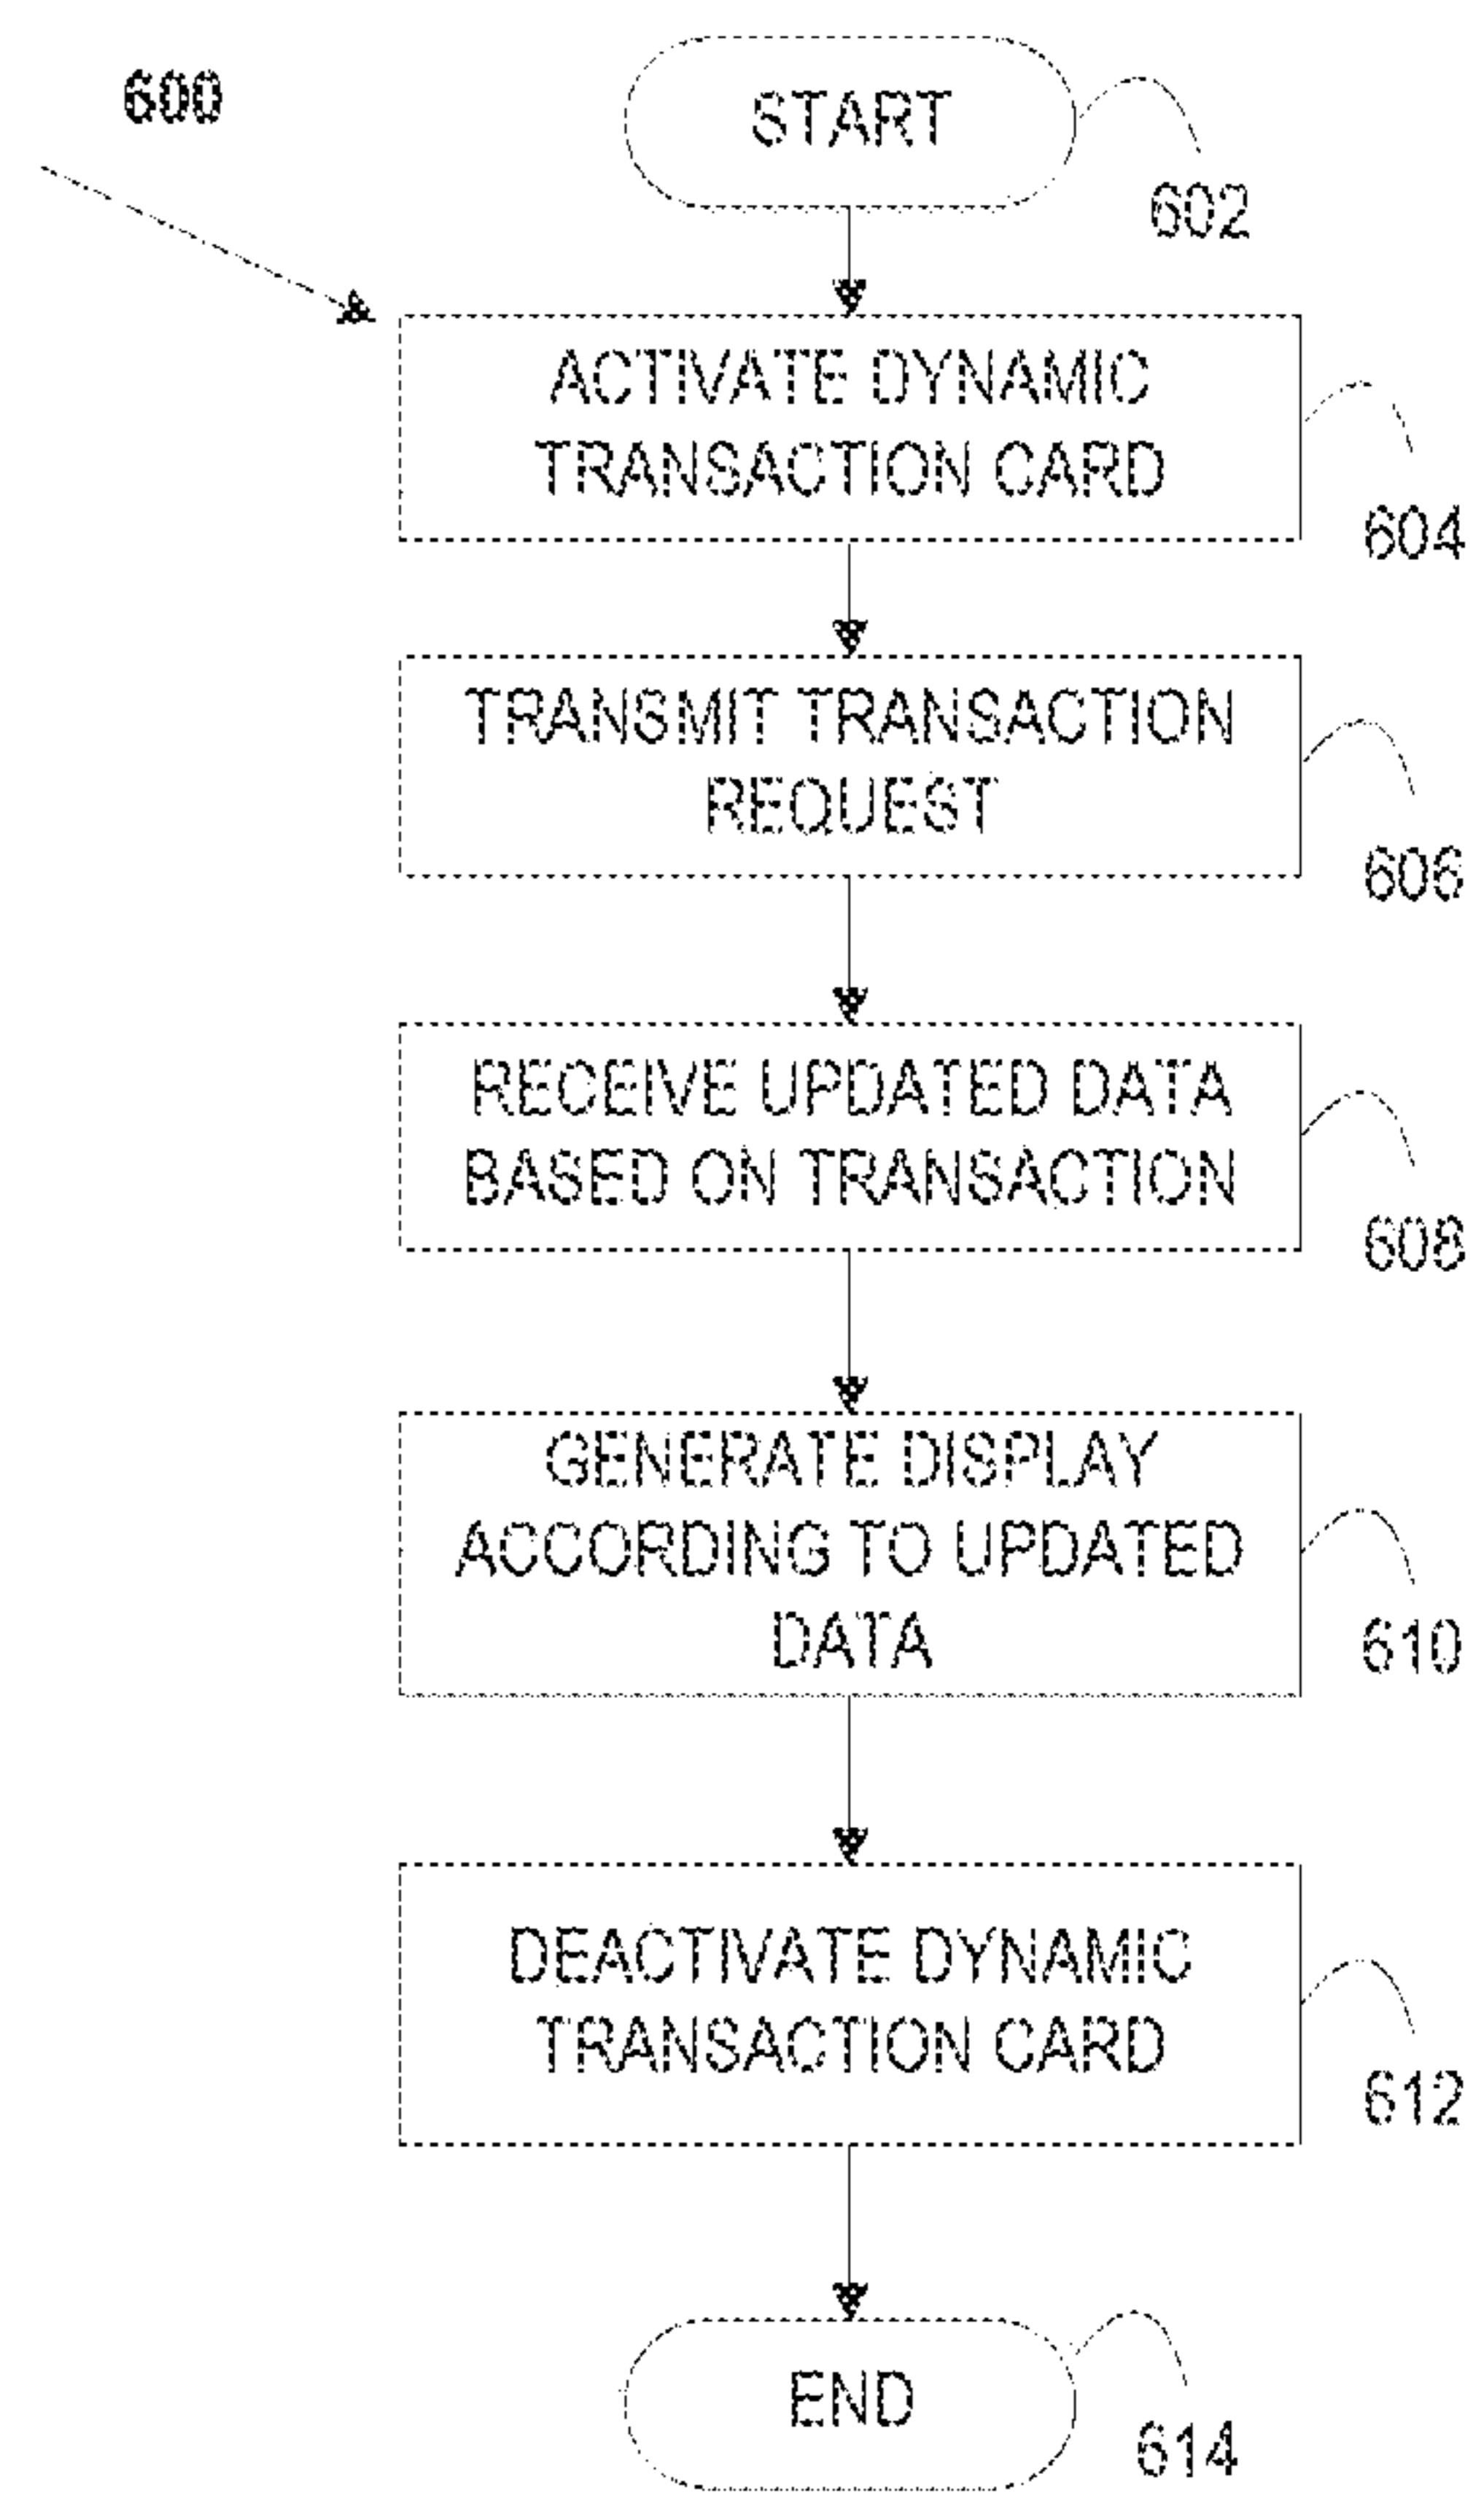 600
START
602
ACTIVATE DYNAMIC
TRANSACTION CARD
604
TRANSMIT TRANSACTION
REQUEST
606
RECEIVE UPDATED DATA
BASED ON TRANSACTION
608
GENERATE DISPLAY
ACCORDING TO UPDATED
DATA
610
DEACTIVATE DYNAMIC
TRANSACTION CARD
612
END
614